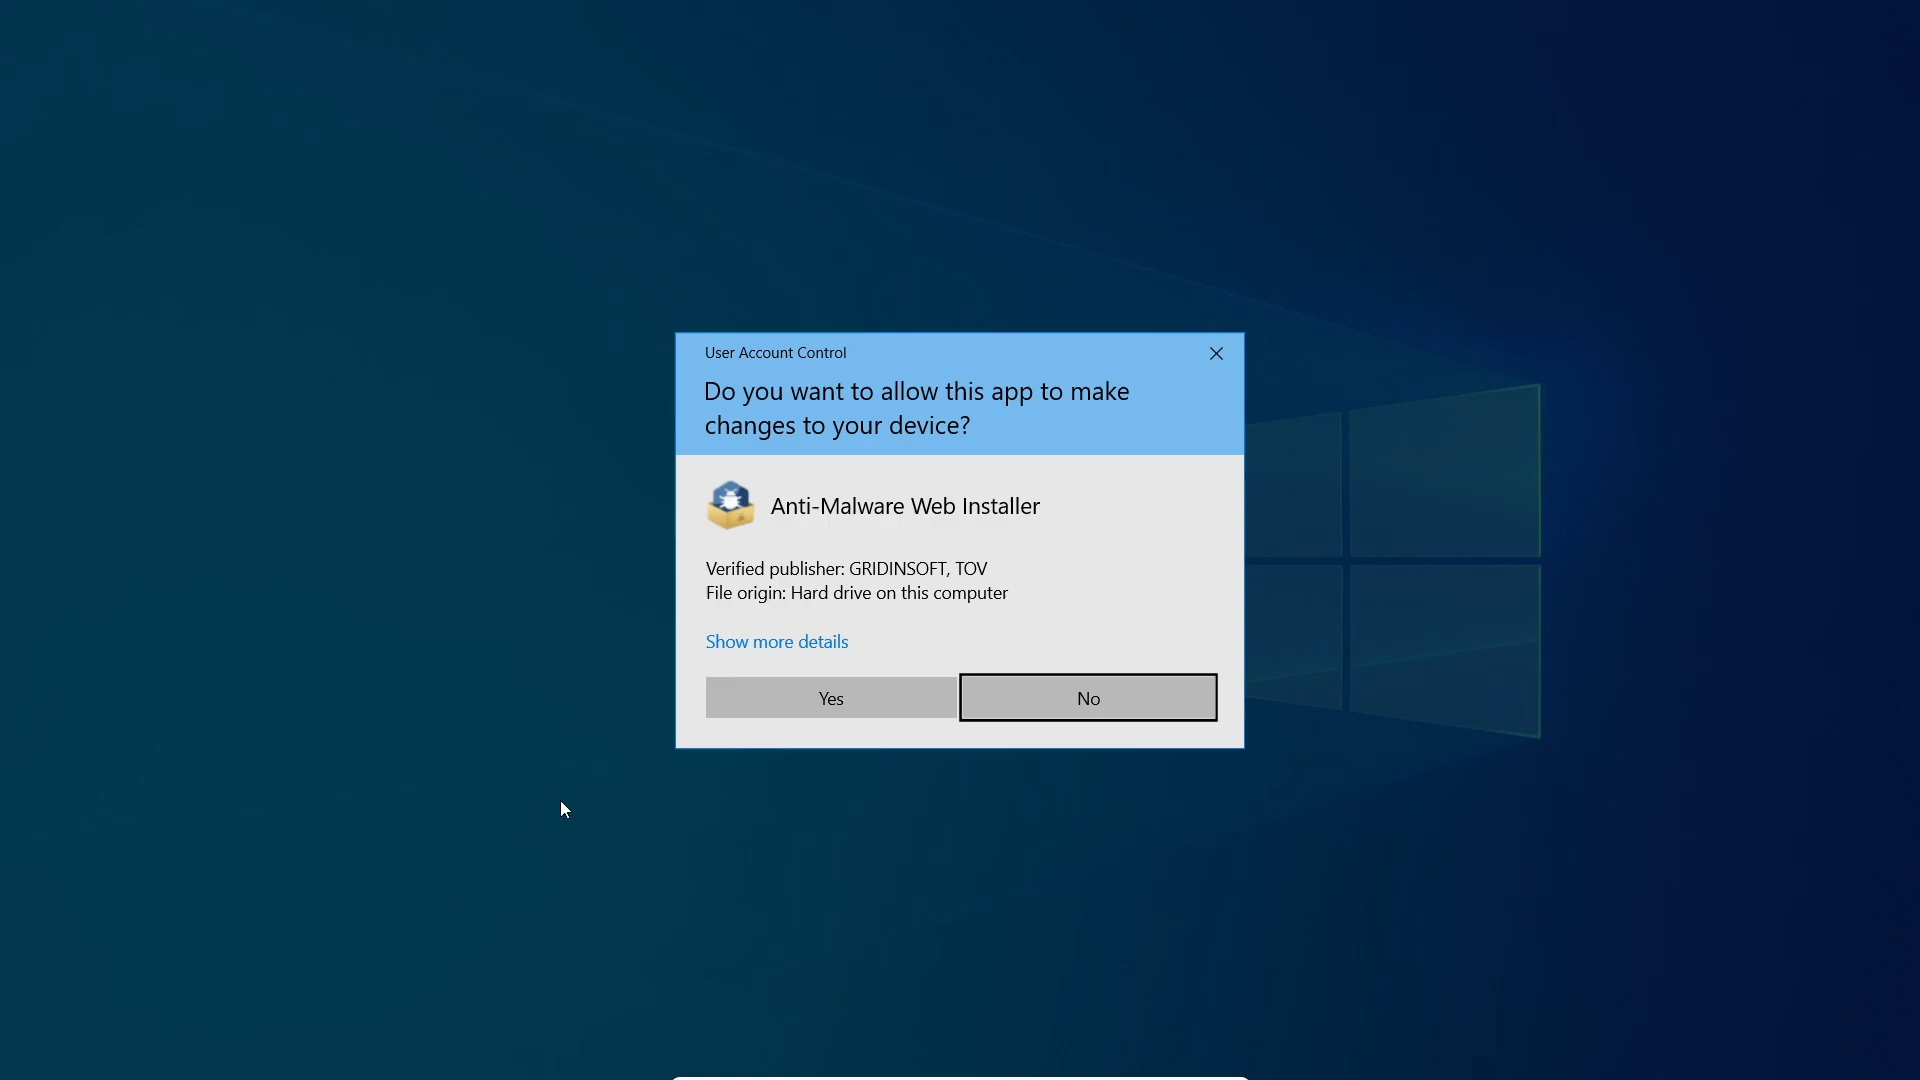 User Account Control
Do you want to allow this app to make
changes to your device?
Anti-Malware Web Installer
Verified publisher: GRIDINSOFT, TOV
File origin: Hard drive on this computer
Show more details
Yes
No